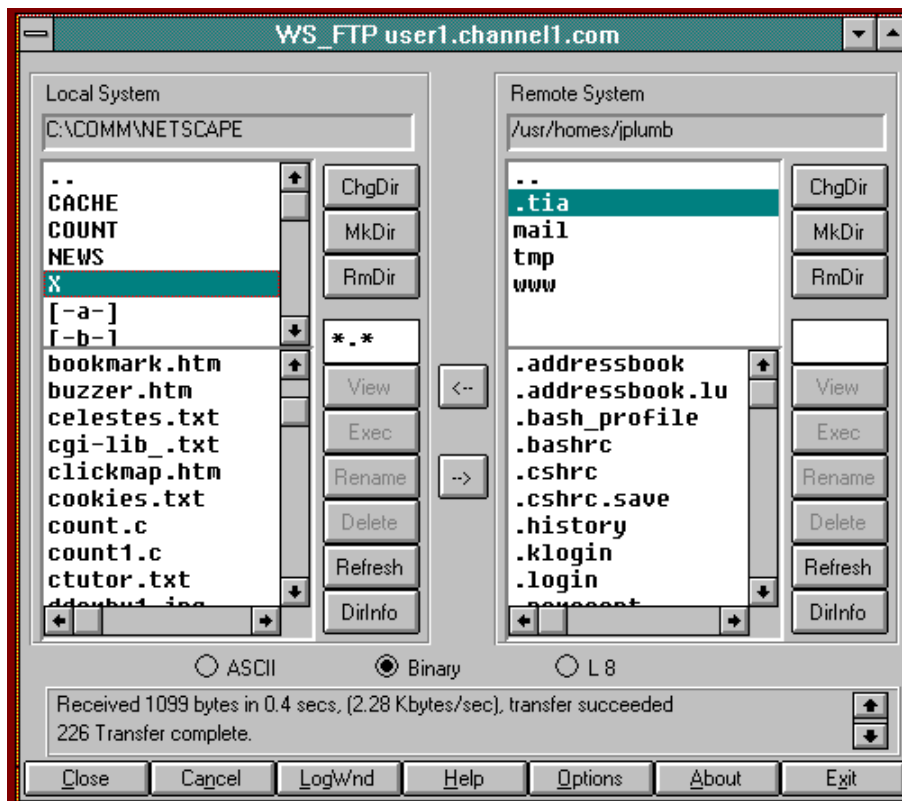 WS_FTP user1.channel1.com
Local System
C:\COMM\NETSCAPE
..
CACHE
COUNT
NEWS
X
[-a-]
[-b-]
ChgDir
MkDir
RmDir
*.*
bookmark.htm
buzzer.htm
celestes.txt
cgi-lib_.txt
clickmap.htm
cookies.txt
count.c
count1.c
ctutor.txt
View
Exec
Rename
Delete
Refresh
DirInfo
<--
-->
Remote System
/usr/homes/jplumb
..
.tia
mail
tmp
www
ChgDir
MkDir
RmDir
.addressbook
.addressbook.lu
.bash_profile
.bashrc
.cshrc
.cshrc.save
.history
.klogin
.login
View
Exec
Rename
Delete
Refresh
DirInfo
ASCII Binary L 8
Received 1099 bytes in 0.4 secs, (2.28 Kbytes/sec), transfer succeeded
226 Transfer complete.
Close Cancel LogWnd Help Options About Exit